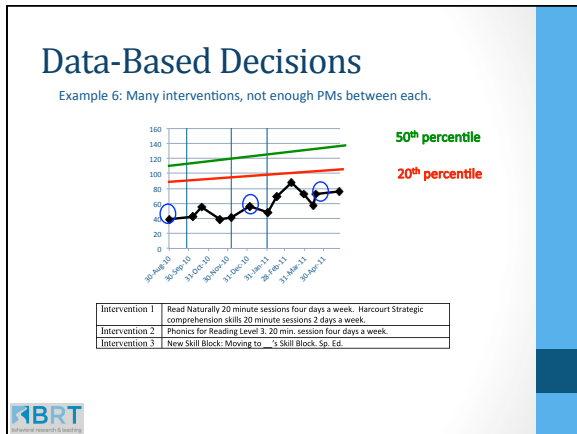 Data-Based Decisions
Example 6: Many interventions, not enough PMs between each.
160
140
120
100
80
60
40
20
0
30-Aug-10
30-Sep-10
31-Oct-10
30-Nov-10
31-Dec-10
31-Jan-11
28-Feb-11
31-Mar-11
30-Apr-11
50th percentile
20th percentile
Intervention 1 Read Naturally 20 minute sessions four days a week. Harcourt Strategic
comprehension skills 20 minute sessions 2 days a week.
Intervention 2 Phonics for Reading Level 3. 20 min. session four days a week.
Intervention 3 New Skill Block: Moving to __'s Skill Block. Sp. Ed.
BRT
behavioral research & teaching